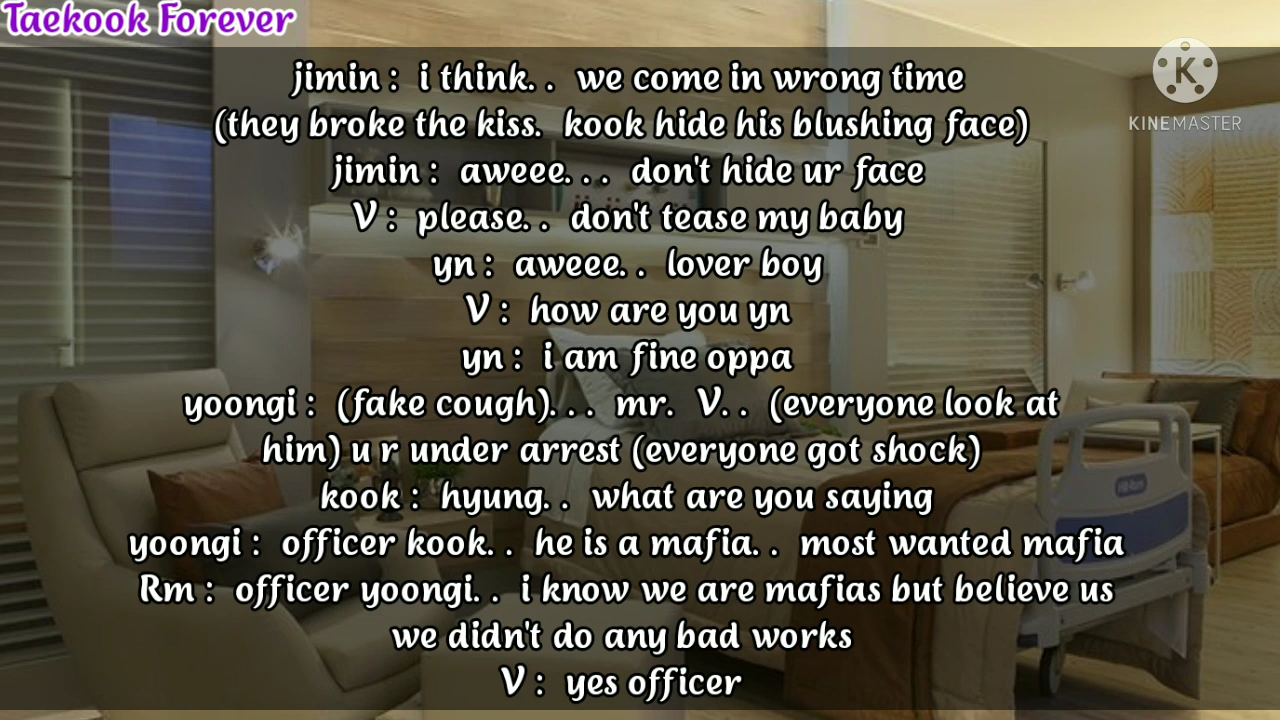 Taekook Forever
jimin : i think. . we come in wrong time
(they broke the kiss. kook hide his blushing face)
jimin : aweee. . . don't hide ur face
V : please. . don't tease my baby
yn : aweee. . lover boy
V : how are you yn
yn : i am fine oppa
yoongi : (fake cough). . . mr. V. . (everyone look at
him) u r under arrest (everyone got shock)
kook : hyung. . what are you saying
yoongi : officer kook. . he is a mafia. . most wanted mafia
Rm : officer yoongi. . i know we are mafias but believe us
we didn't do any bad works
V : yes officer
K
KINEMASTER
Hill-Rom